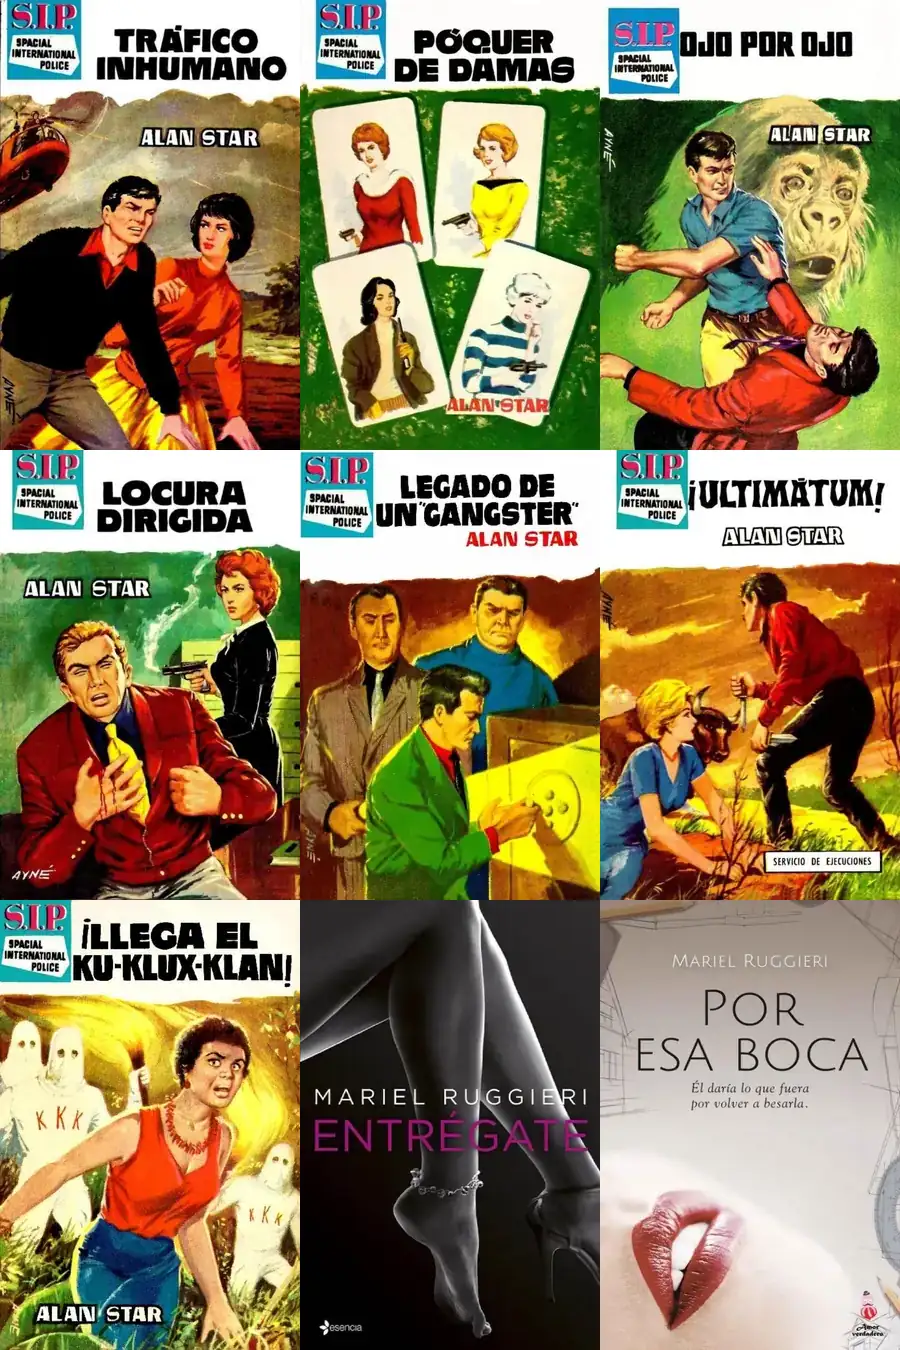 S.I.P.
SPACIAL
INTERNATIONAL
POLICE
TRÁFICO
INHUMANO
ALAN STAR
AYNÉ
S.I.P.
SPACIAL
INTERNATIONAL
POLICE
PÓQUER
DE DAMAS
ALAN STAR
S.I.P.
SPACIAL
INTERNATIONAL
POLICE
OJO POR OJO
ALAN STAR
AYNÉ
S.I.P.
SPACIAL
INTERNATIONAL
POLICE
LOCURA
DIRIGIDA
ALAN STAR
AYNÉ
S.I.P.
SPACIAL
INTERNATIONAL
POLICE
LEGADO DE
UN "GANGSTER"
ALAN STAR
AYNÉ
S.I.P.
SPACIAL
INTERNATIONAL
POLICE
¡ULTIMÁTUM!
ALAN STAR
AYNÉ
SERVICIO DE EJECUCIONES
S.I.P.
SPACIAL
INTERNATIONAL
POLICE
¡LLEGA EL
KU-KLUX-KLAN!
KKK
KKK
ALAN STAR
MARIEL RUGGIERI
ENTRÉGATE
esencia
MARIEL RUGGIERI
POR
ESA BOCA
Él daría lo que fuera
por volver a besarla.
Amor
verdadero